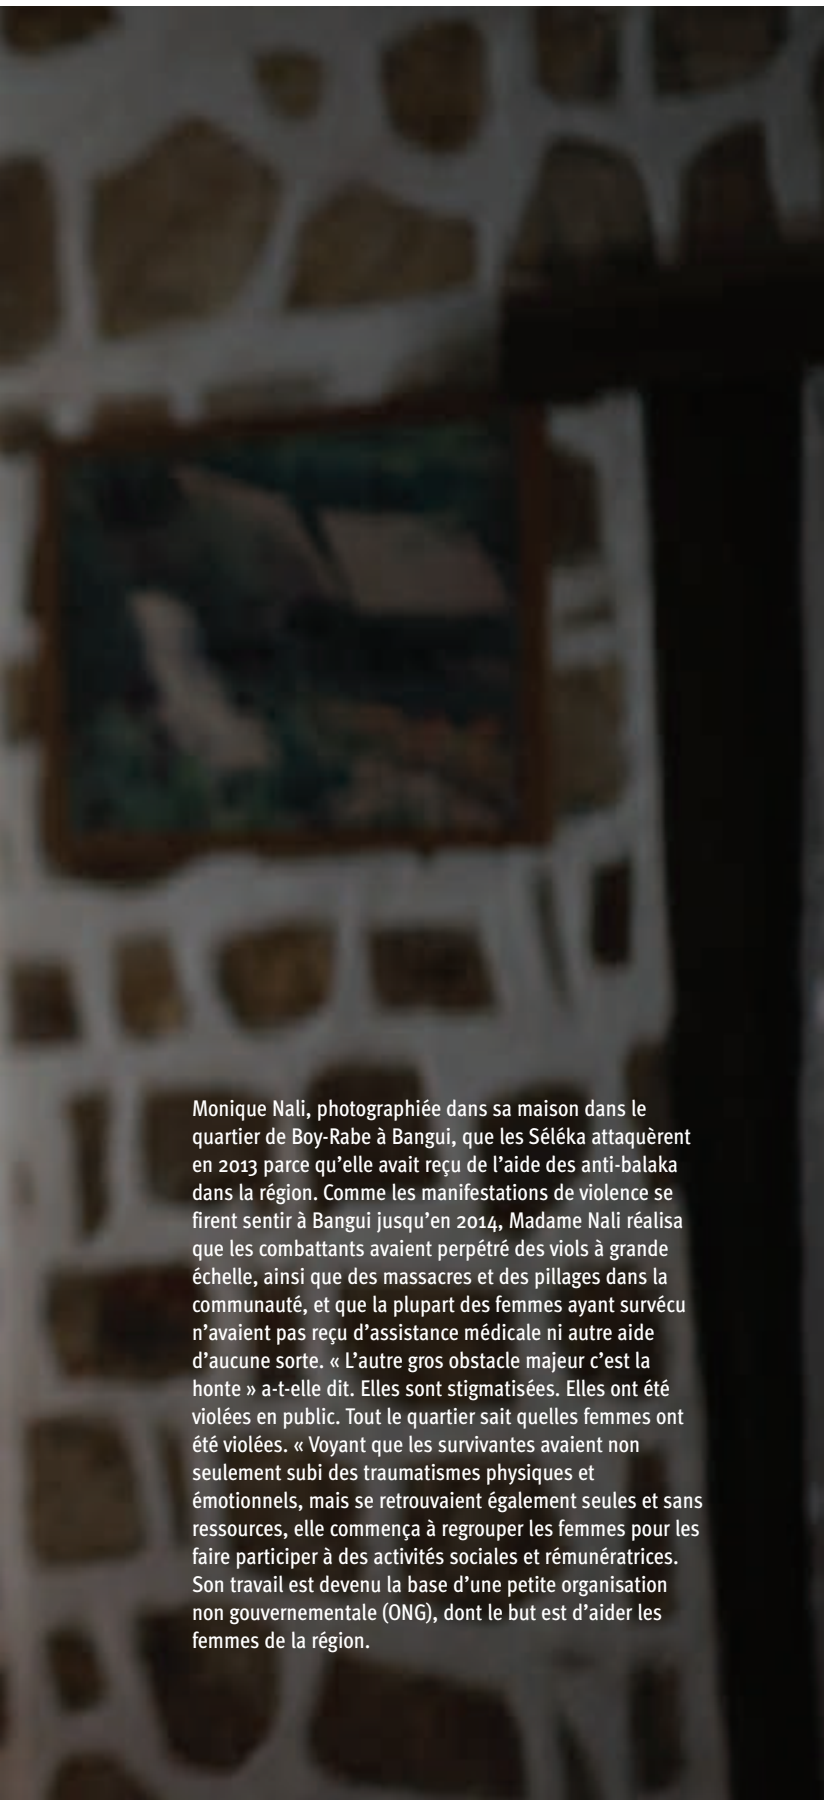 Monique Nali, photographiée dans sa maison dans le
quartier de Boy-Rabe à Bangui, que les Séléka attaquèrent
en 2013 parce qu’elle avait reçu de l’aide des anti-balaka
dans la région. Comme les manifestations de violence se
firent sentir à Bangui jusqu’en 2014, Madame Nali réalisa
que les combattants avaient perpétré des viols à grande
échelle, ainsi que des massacres et des pillages dans la
communauté, et que la plupart des femmes ayant survécu
n’avaient pas reçu d’assistance médicale ni autre aide
d’aucune sorte. « L’autre gros obstacle majeur c’est la
honte » a-t-elle dit. Elles sont stigmatisées. Elles ont été
violées en public. Tout le quartier sait quelles femmes ont
été violées. « Voyant que les survivantes avaient non
seulement subi des traumatismes physiques et
émotionnels, mais se retrouvaient également seules et sans
ressources, elle commença à regrouper les femmes pour les
faire participer à des activités sociales et rémunératrices.
Son travail est devenu la base d’une petite organisation
non gouvernementale (ONG), dont le but est d’aider les
femmes de la région.